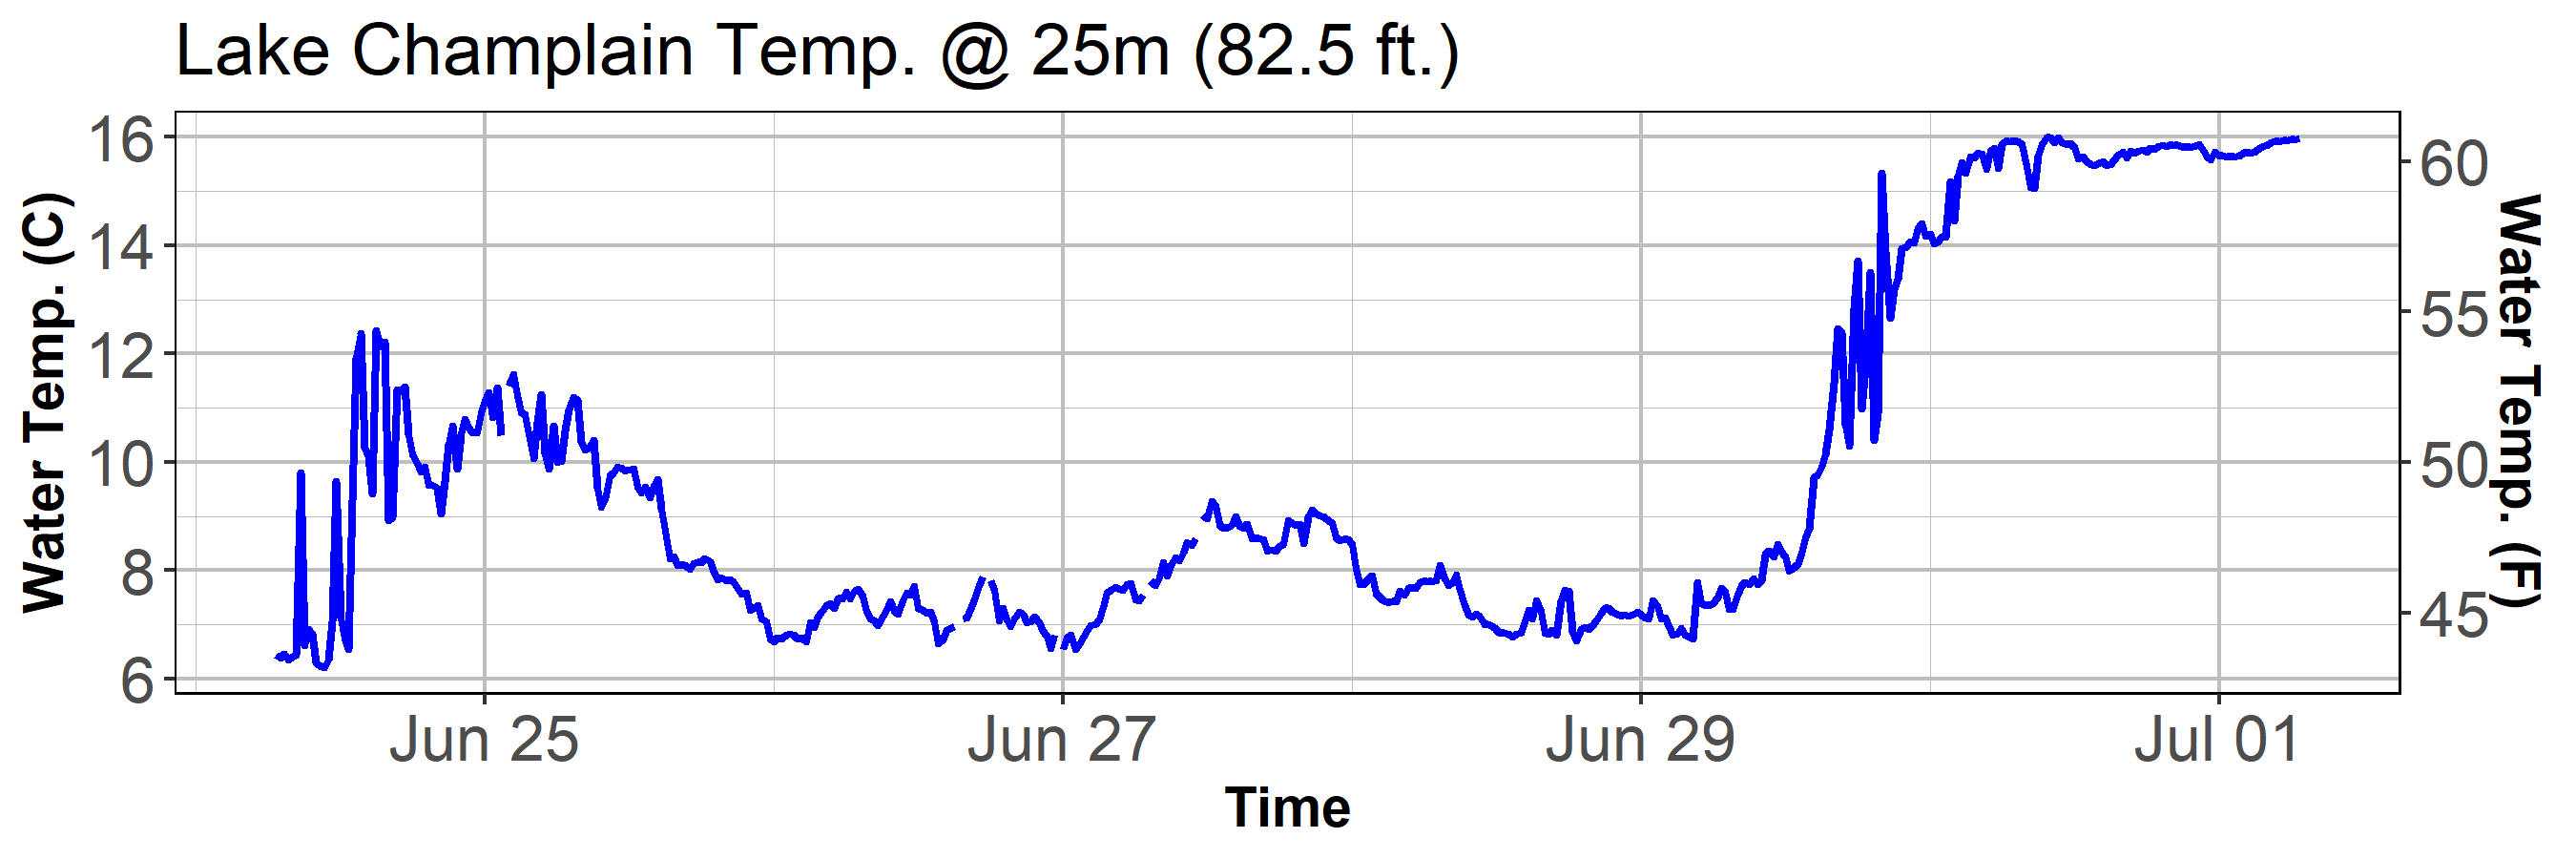 Lake Champlain Temp. @ 25m (82.5 ft.)
Water Temp. (C)
16
14
12
10
8
6
60
55
50
45
Water Temp. (F)
Jun 25 Jun 27 Jun 29 Jul 01
Time